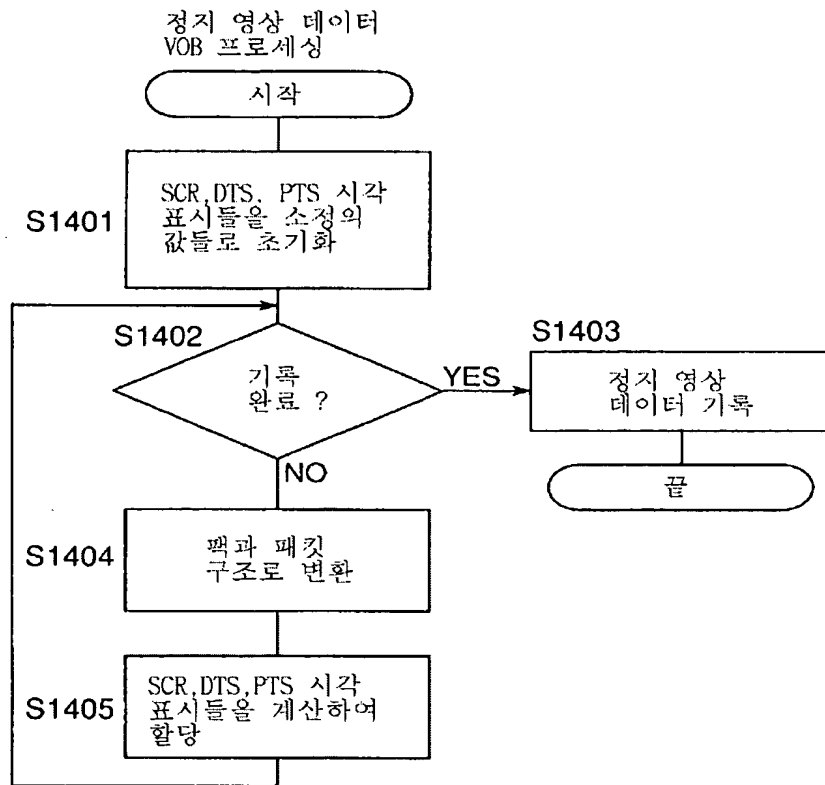 정지 영상 데이터
VOB 프로세싱
시작
S1401
SCR,DTS, PTS 시각
표시들을 소정의
값들로 초기화
S1402
기록
완료 ?
YES
S1403
정지 영상
데이터 기록
끝
NO
S1404
팩과 패킷
구조로 변환
S1405
SCR,DTS,PTS 시각
표시들을 계산하여
할당